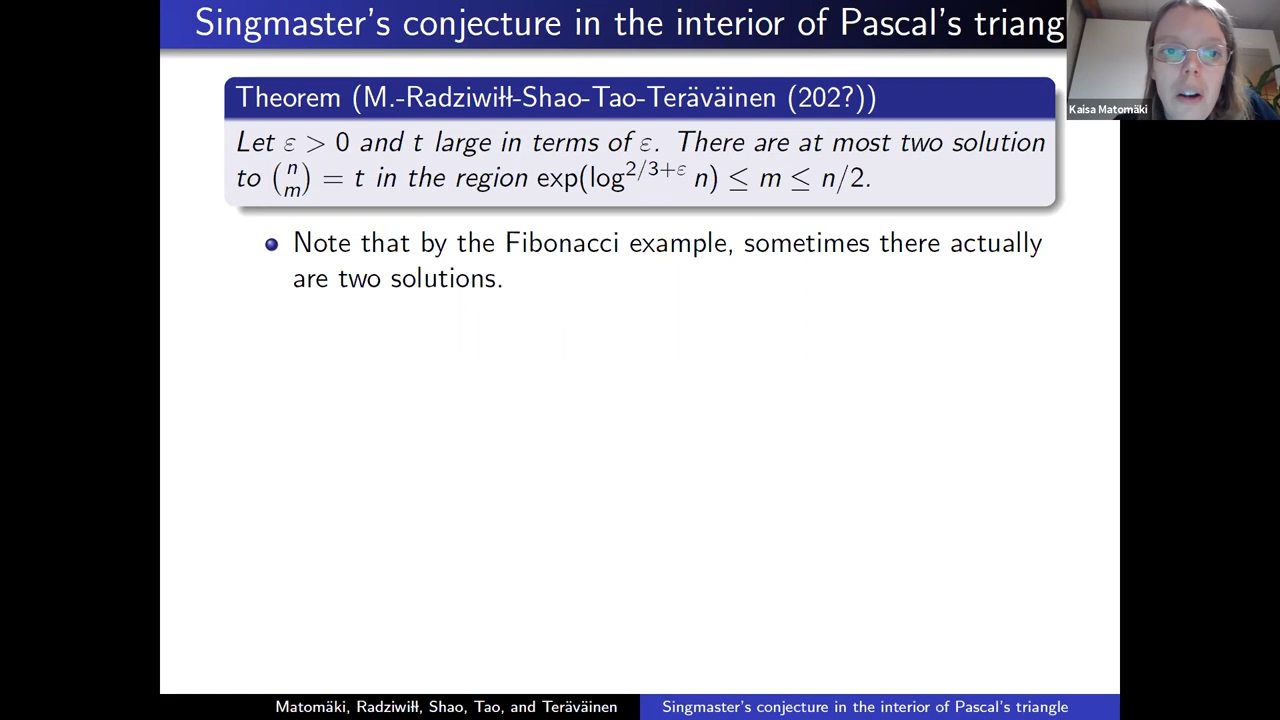 Singmaster's conjecture in the interior of Pascal's triang
Kaisa Matomäki
Theorem (M.-Radziwiłł-Shao-Tao-Teräväinen (202?))
Let ε > 0 and t large in terms of ε. There are at most two solution
to (n m) = t in the region exp(log^{2/3+ε} n) ≤ m ≤ n/2.
Note that by the Fibonacci example, sometimes there actually
are two solutions.
Matomäki, Radziwiłł, Shao, Tao, and Teräväinen
Singmaster's conjecture in the interior of Pascal's triangle